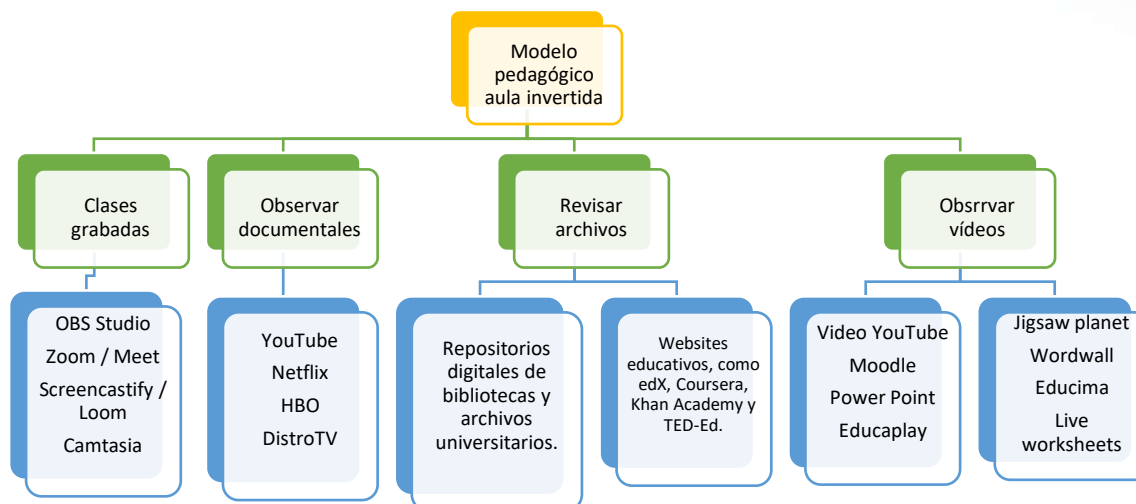 Modelo
pedagógico
aula invertida
Clases
grabadas
Observar
documentales
Revisar
archivos
Obsrrvar
vídeos
OBS Studio
Zoom / Meet
Screencastify /
Loom
Camtasia
YouTube
Netflix
HBO
DistroTV
Repositorios
digitales de
bibliotecas y
archivos
universitarios.
Websites
educativos, como
edX, Coursera,
Khan Academy y
TED-Ed.
Video YouTube
Moodle
Power Point
Educaplay
Jigsaw planet
Wordwall
Educima
Live
worksheets